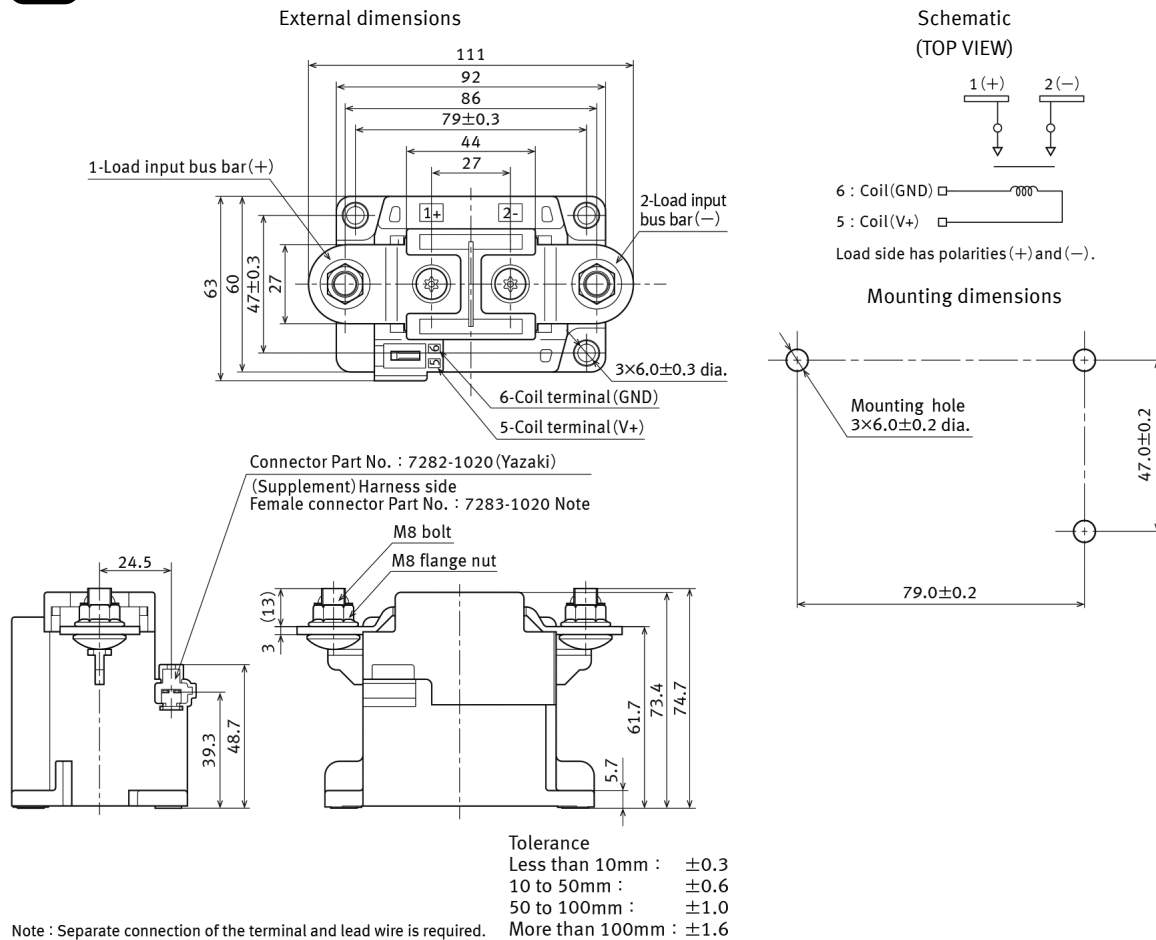 External dimensions
111
92
86
79±0.3
44
27
1-Load input bus bar(+)
2-Load input
bus bar(−)
1+
2-
63
60
47±0.3
27
6
5
3×6.0±0.3 dia.
6-Coil terminal(GND)
5-Coil terminal(V+)
Schematic
(TOP VIEW)
1(+)
2(−)
6 : Coil(GND)
5 : Coil(V+)
Load side has polarities(+)and(−).
Mounting dimensions
Mounting hole
3×6.0±0.2 dia.
47.0±0.2
79.0±0.2
Connector Part No. : 7282-1020(Yazaki)
(Supplement)Harness side
Female connector Part No. : 7283-1020 Note
M8 bolt
M8 flange nut
24.5
39.3
48.7
(13)
3
5.7
61.7
73.4
74.7
Tolerance
Less than 10mm : ±0.3
10 to 50mm : ±0.6
50 to 100mm : ±1.0
More than 100mm : ±1.6
Note : Separate connection of the terminal and lead wire is required.